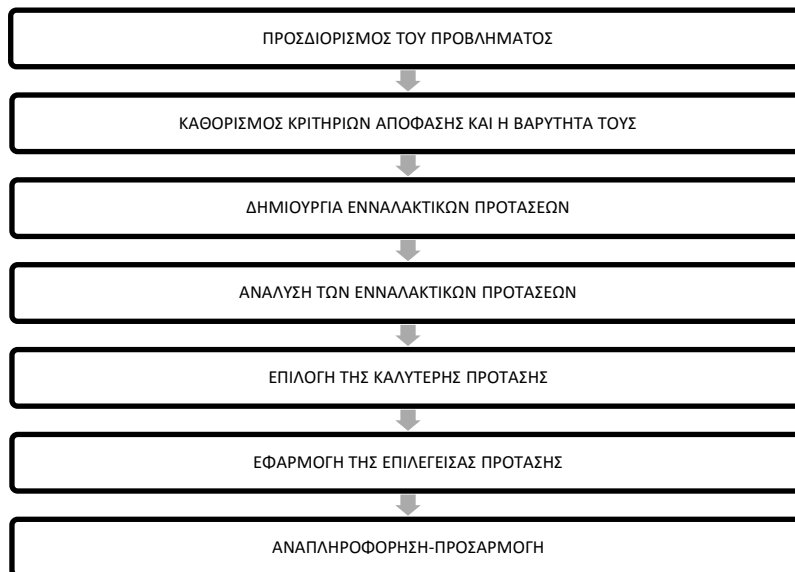 ΠΡΟΣΔΙΟΡΙΣΜΟΣ ΤΟΥ ΠΡΟΒΛΗΜΑΤΟΣ
ΚΑΘΟΡΙΣΜΟΣ ΚΡΙΤΗΡΙΩΝ ΑΠΟΦΑΣΗΣ ΚΑΙ Η ΒΑΡΥΤΗΤΑ ΤΟΥΣ
ΔΗΜΙΟΥΡΓΙΑ ΕΝΝΑΛΑΚΤΙΚΩΝ ΠΡΟΤΑΣΕΩΝ
ΑΝΑΛΥΣΗ ΤΩΝ ΕΝΝΑΛΑΚΤΙΚΩΝ ΠΡΟΤΑΣΕΩΝ
ΕΠΙΛΟΓΗ ΤΗΣ ΚΑΛΥΤΕΡΗΣ ΠΡΟΤΑΣΗΣ
ΕΦΑΡΜΟΓΗ ΤΗΣ ΕΠΙΛΕΓΕΙΣΑΣ ΠΡΟΤΑΣΗΣ
ΑΝΑΠΛΗΡΟΦΟΡΗΣΗ-ΠΡΟΣΑΡΜΟΓΗ